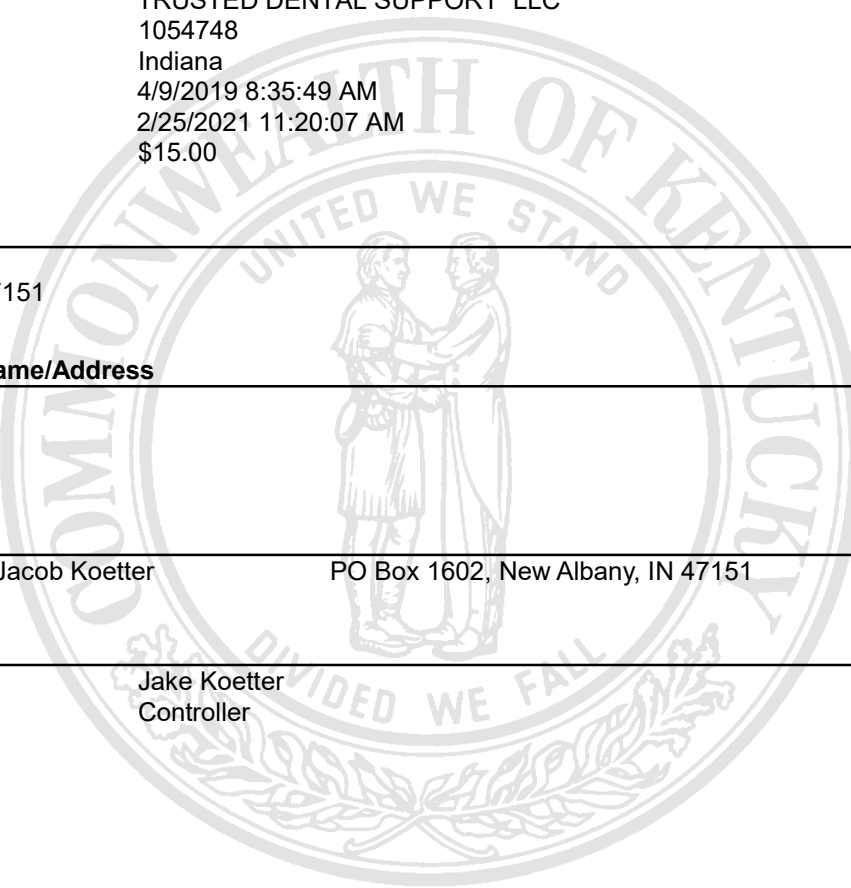 TRUSTED DENTAL SUPPORT LLC
1054748
Indiana
4/9/2019 8:35:49 AM
2/25/2021 11:20:07 AM
$15.00
COMMONWEALTH OF KENTUCKY
UNITED WE STAND
7151
ame/Address
Jacob Koetter PO Box 1602, New Albany, IN 47151
DIVIDED WE FALL
Jake Koetter
Controller